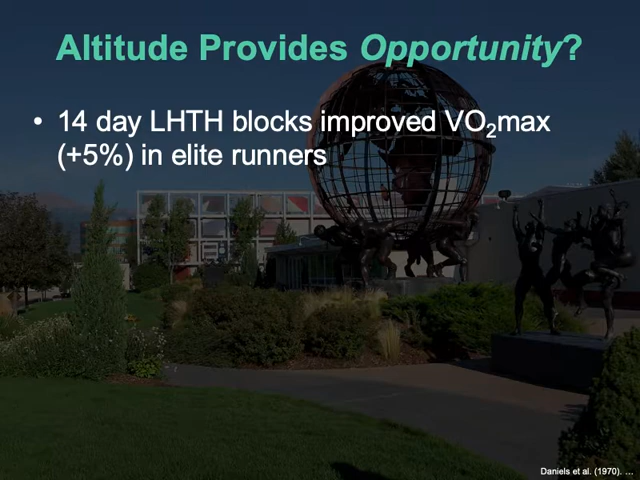 Altitude Provides Opportunity?
• 14 day LHTH blocks improved VO₂max
(+5%) in elite runners
Daniels et al. (1970). ...